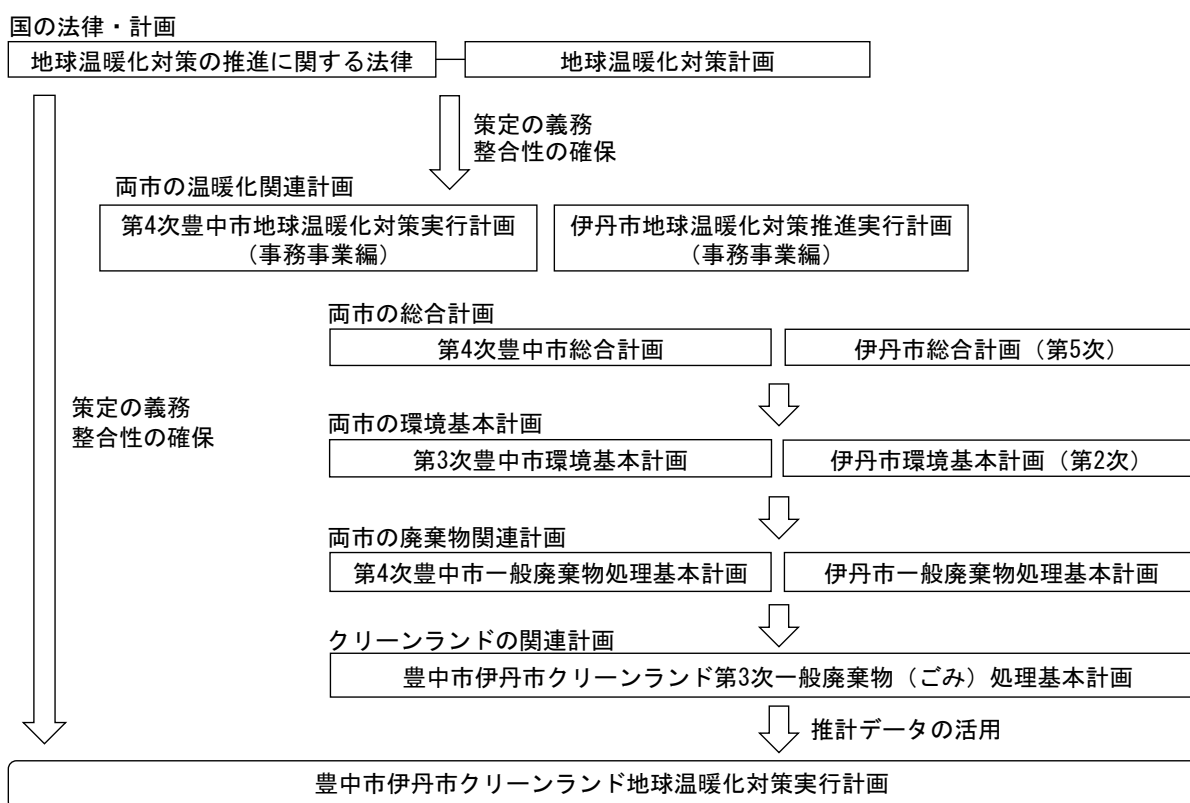 国の法律・計画
地球温暖化対策の推進に関する法律
地球温暖化対策計画
策定の義務
整合性の確保
両市の温暖化関連計画
第4次豊中市地球温暖化対策実行計画
（事務事業編）
伊丹市地球温暖化対策推進実行計画
（事務事業編）
両市の総合計画
第4次豊中市総合計画
伊丹市総合計画（第5次）
策定の義務
整合性の確保
両市の環境基本計画
第3次豊中市環境基本計画
伊丹市環境基本計画（第2次）
両市の廃棄物関連計画
第4次豊中市一般廃棄物処理基本計画
伊丹市一般廃棄物処理基本計画
クリーンランドの関連計画
豊中市伊丹市クリーンランド第3次一般廃棄物（ごみ）処理基本計画
推計データの活用
豊中市伊丹市クリーンランド地球温暖化対策実行計画